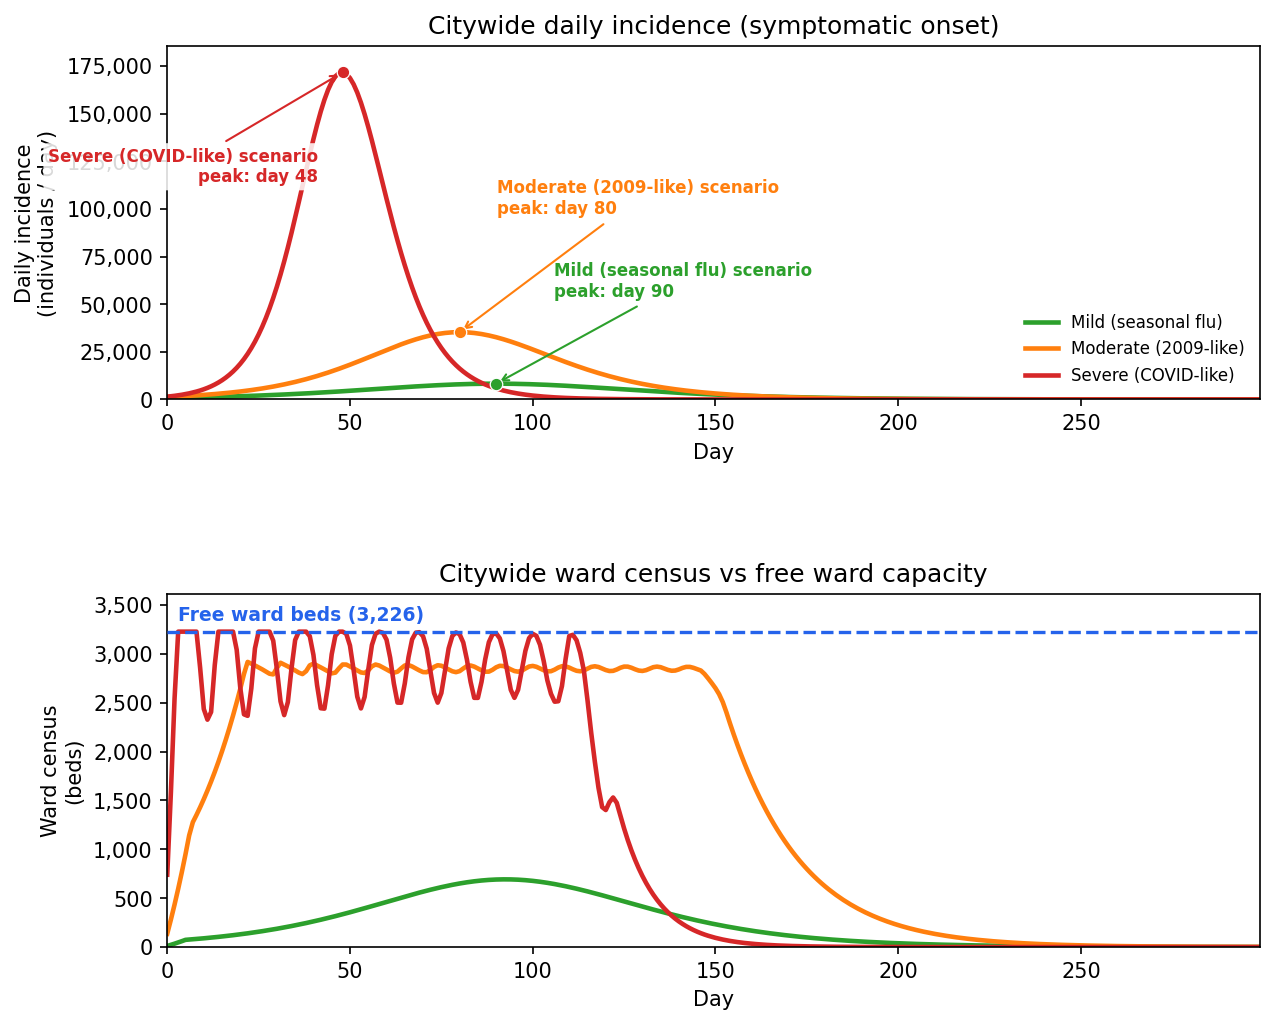 Citywide daily incidence (symptomatic onset)
175,000
150,000
125,000
100,000
75,000
50,000
25,000
0
Daily incidence
(individuals / day)
Severe (COVID-like) scenario
peak: day 48
Moderate (2009-like) scenario
peak: day 80
Mild (seasonal flu) scenario
peak: day 90
Mild (seasonal flu)
Moderate (2009-like)
Severe (COVID-like)
0 50 100 150 200 250
Day
Citywide ward census vs free ward capacity
3,500
3,000
2,500
2,000
1,500
1,000
500
0
Ward census
(beds)
Free ward beds (3,226)
0 50 100 150 200 250
Day